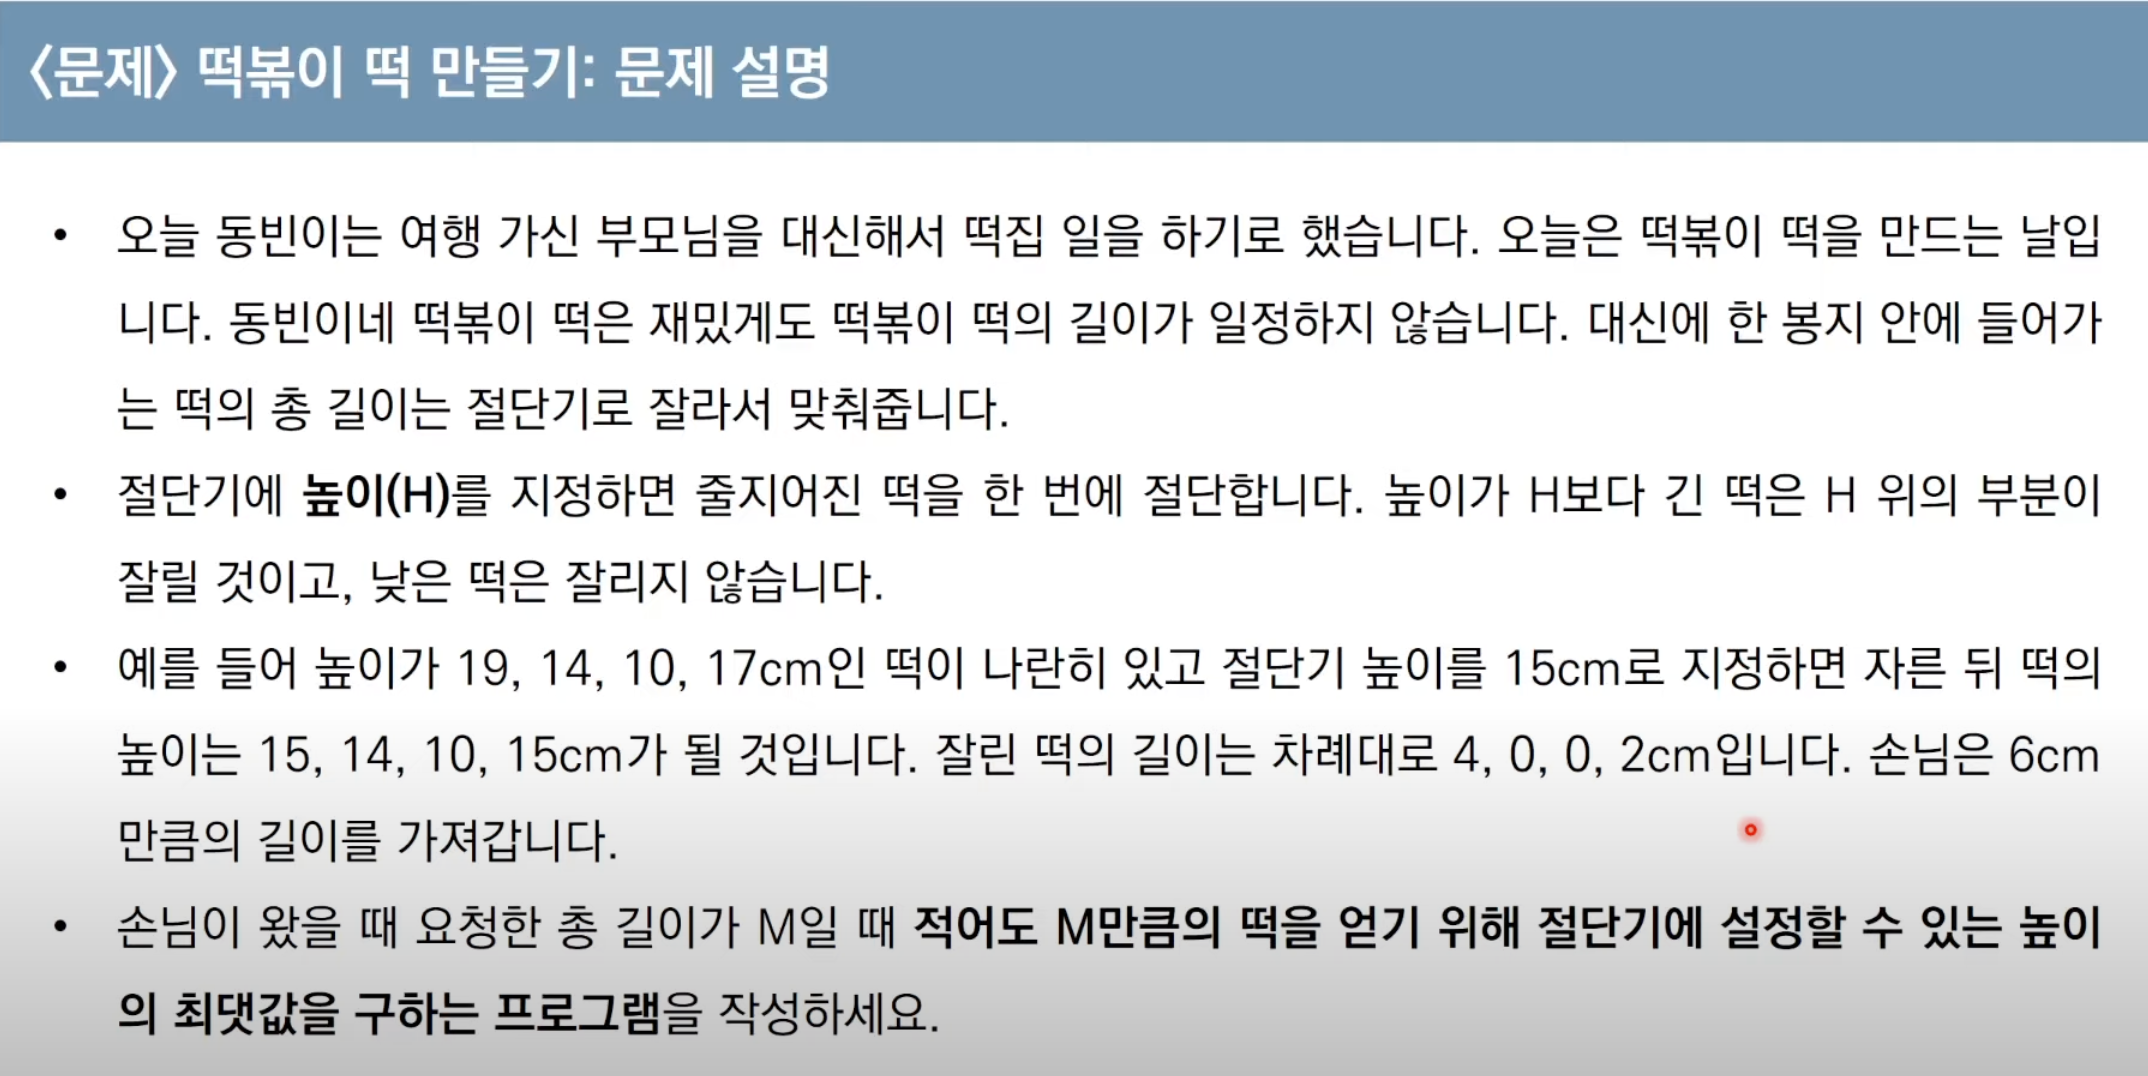 <문제> 떡볶이 떡 만들기: 문제 설명
• 오늘 동빈이는 여행 가신 부모님을 대신해서 떡집 일을 하기로 했습니다. 오늘은 떡볶이 떡을 만드는 날입
니다. 동빈이네 떡볶이 떡은 재밌게도 떡볶이 떡의 길이가 일정하지 않습니다. 대신에 한 봉지 안에 들어가
는 떡의 총 길이는 절단기로 잘라서 맞춰줍니다.
• 절단기에 높이(H)를 지정하면 줄지어진 떡을 한 번에 절단합니다. 높이가 H보다 긴 떡은 H 위의 부분이
잘릴 것이고, 낮은 떡은 잘리지 않습니다.
• 예를 들어 높이가 19, 14, 10, 17cm인 떡이 나란히 있고 절단기 높이를 15cm로 지정하면 자른 뒤 떡의
높이는 15, 14, 10, 15cm가 될 것입니다. 잘린 떡의 길이는 차례대로 4, 0, 0, 2cm입니다. 손님은 6cm
만큼의 길이를 가져갑니다.
• 손님이 왔을 때 요청한 총 길이가 M일 때 적어도 M만큼의 떡을 얻기 위해 절단기에 설정할 수 있는 높이
의 최댓값을 구하는 프로그램을 작성하세요.